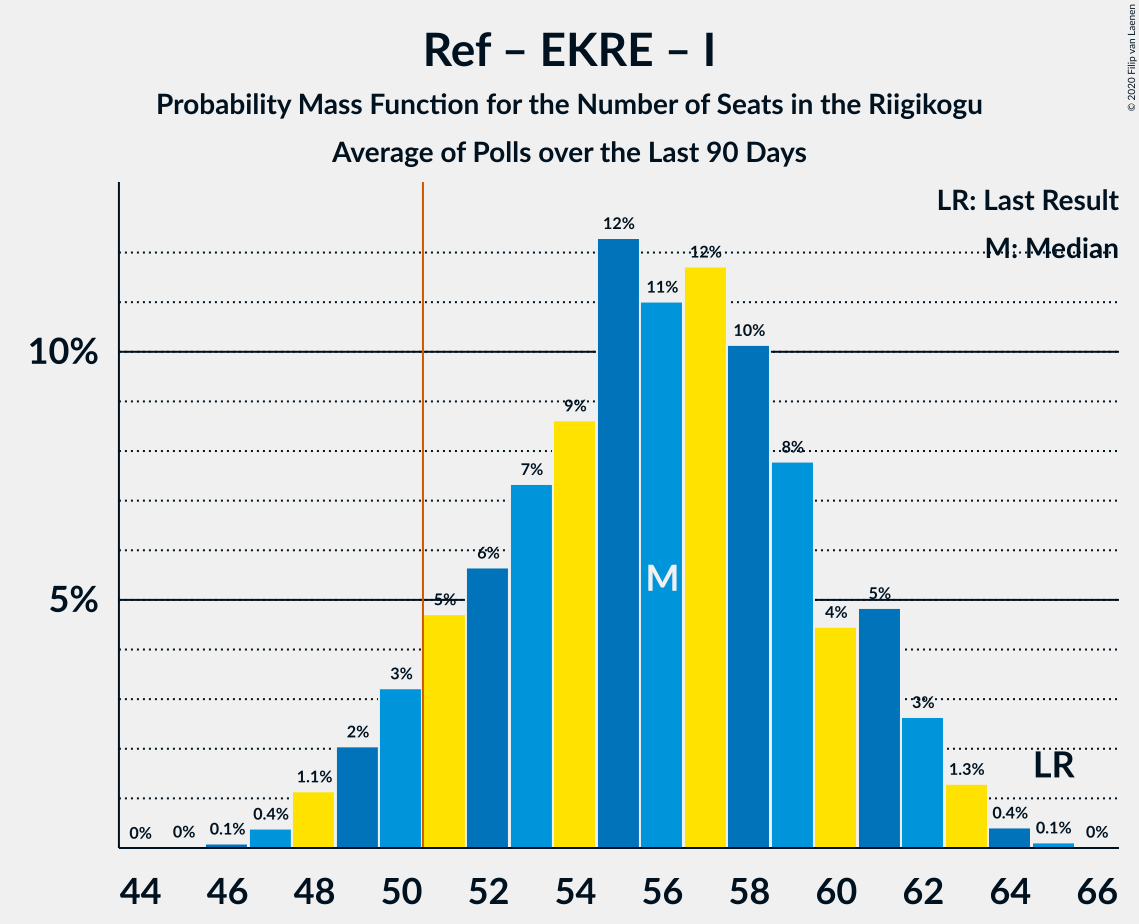 Ref – EKRE – I
Probability Mass Function for the Number of Seats in the Riigikogu
Average of Polls over the Last 90 Days
© 2020 Filip van Laenen
LR: Last Result
M: Median
10%
5%
0%
0%
0.1%
0.4%
1.1%
2%
3%
5%
6%
7%
9%
12%
11%
12%
10%
8%
4%
5%
3%
1.3%
0.4%
0.1%
0%
M
LR
44 46 48 50 52 54 56 58 60 62 64 66